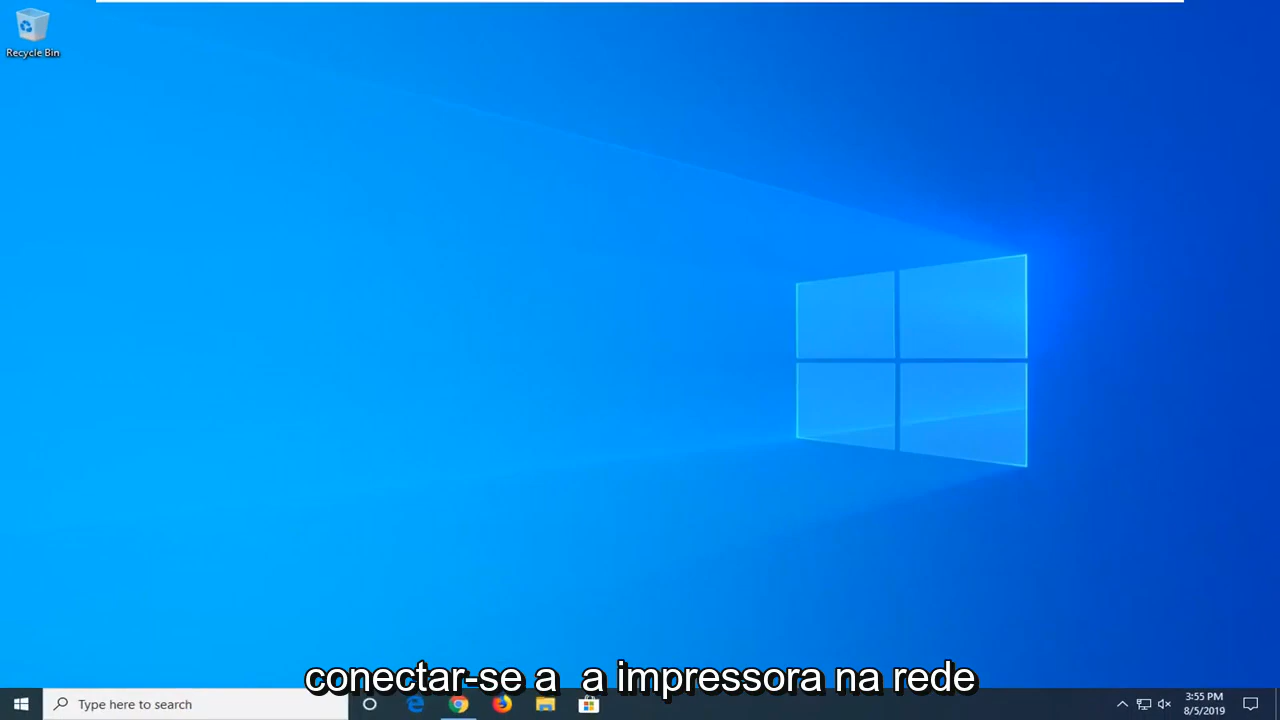 Recycle Bin
conectar-se a  a impressora na rede
Type here to search
3:55 PM
8/5/2019